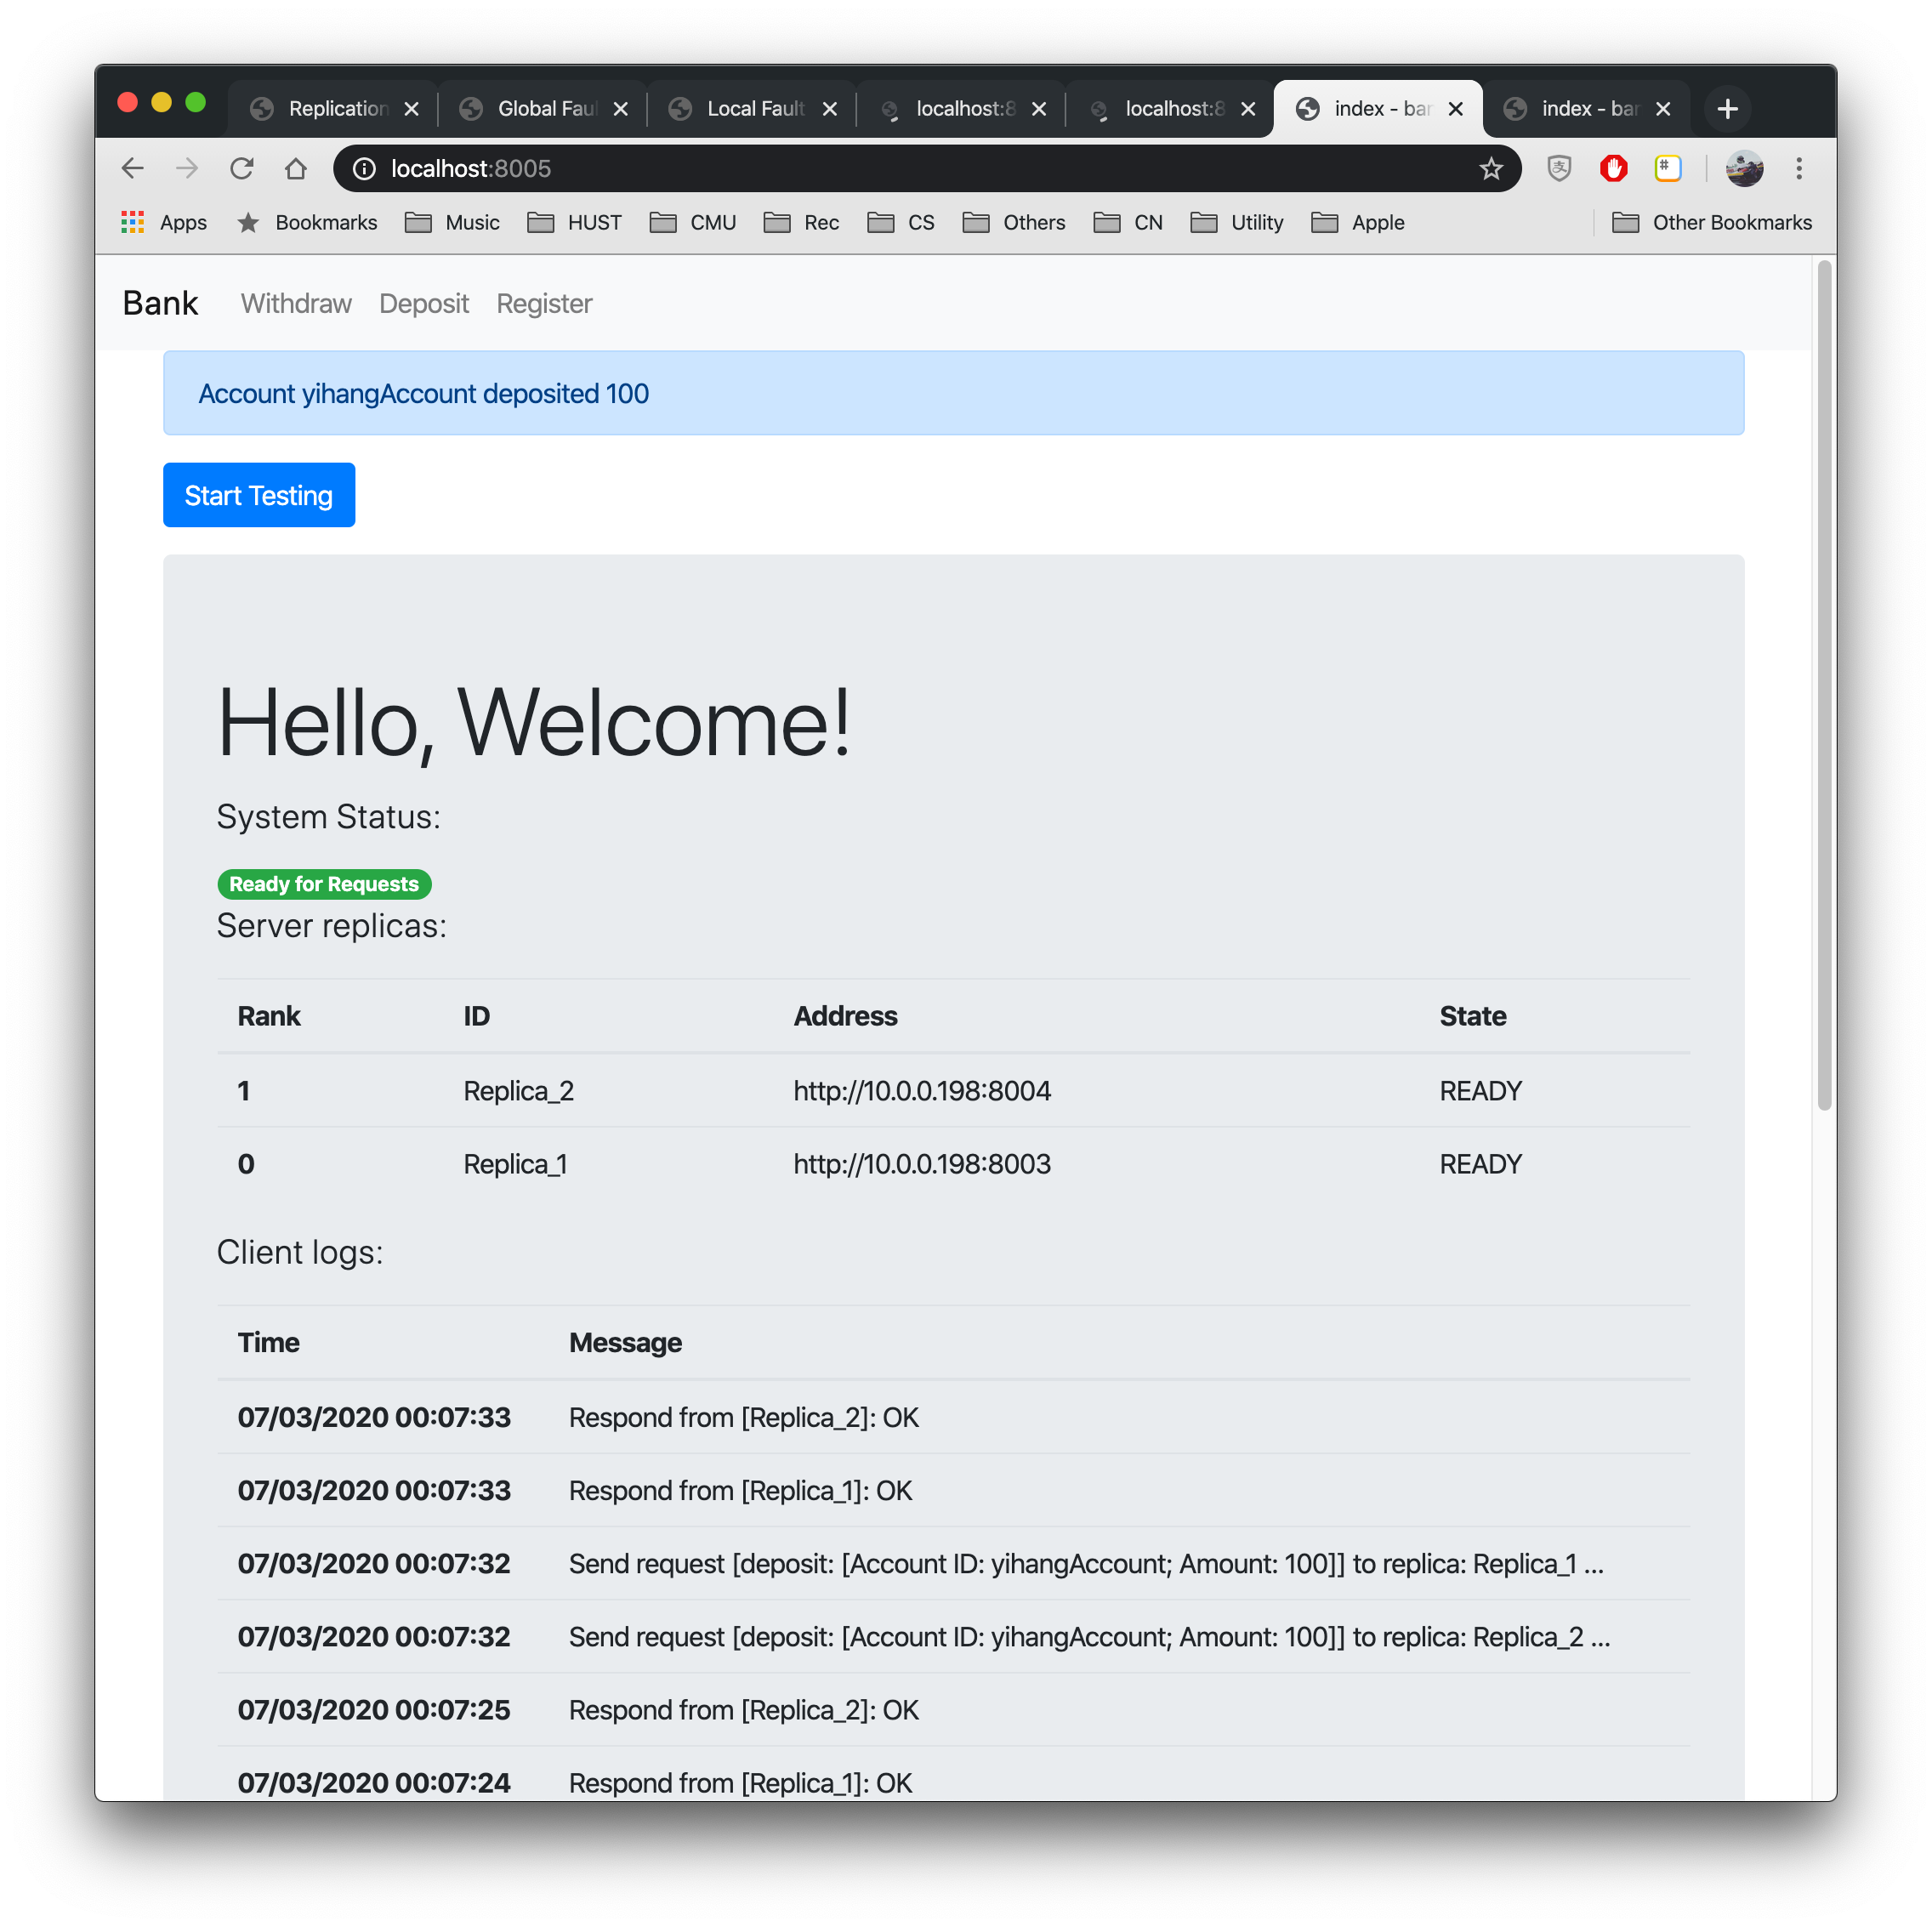 Replication
Global Faul
Local Fault
localhost:8
localhost:8
index - bar
index - bar
localhost:8005
支
#
Apps Bookmarks Music HUST CMU Rec CS Others CN Utility Apple Other Bookmarks
Bank Withdraw Deposit Register
Account yihangAccount deposited 100
Start Testing
Hello, Welcome!
System Status:
Ready for Requests
Server replicas:
Rank ID Address State
1 Replica_2 http://10.0.0.198:8004 READY
0 Replica_1 http://10.0.0.198:8003 READY
Client logs:
Time Message
07/03/2020 00:07:33 Respond from [Replica_2]: OK
07/03/2020 00:07:33 Respond from [Replica_1]: OK
07/03/2020 00:07:32 Send request [deposit: [Account ID: yihangAccount; Amount: 100]] to replica: Replica_1 ...
07/03/2020 00:07:32 Send request [deposit: [Account ID: yihangAccount; Amount: 100]] to replica: Replica_2 ...
07/03/2020 00:07:25 Respond from [Replica_2]: OK
07/03/2020 00:07:24 Respond from [Replica_1]: OK